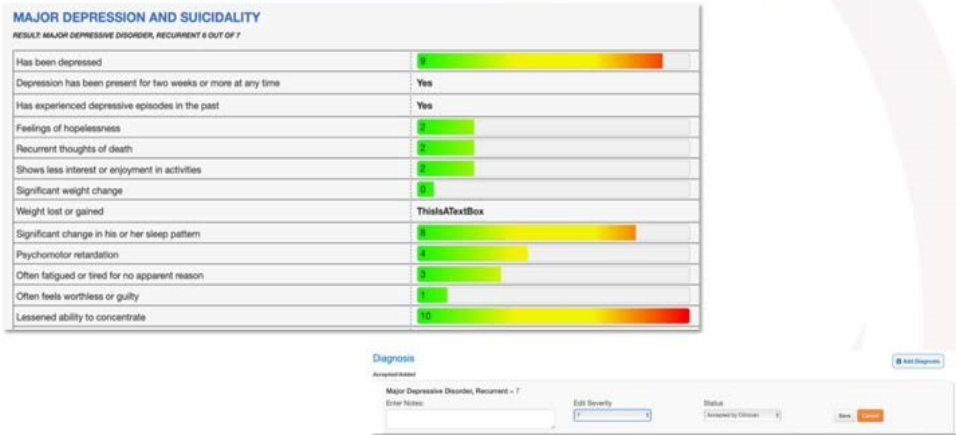 MAJOR DEPRESSION AND SUICIDALITY
RESULT: MAJOR DEPRESSIVE DISORDER, RECURRENT 6 OUT OF 7
Has been depressed 9
Depression has been present for two weeks or more at any time Yes
Has experienced depressive episodes in the past Yes
Feelings of hopelessness 2
Recurrent thoughts of death 2
Shows less interest or enjoyment in activities 2
Significant weight change 0
Weight lost or gained ThisIsATextBox
Significant change in his or her sleep pattern 8
Psychomotor retardation 4
Often fatigued or tired for no apparent reason 3
Often feels worthless or guilty 1
Lessened ability to concentrate 10
Diagnosis Add Diagnosis
Accepted/Added
Major Depressive Disorder, Recurrent - 7
Enter Notes: Edit Severity Status
7 Accepted by Clinician Save Cancel